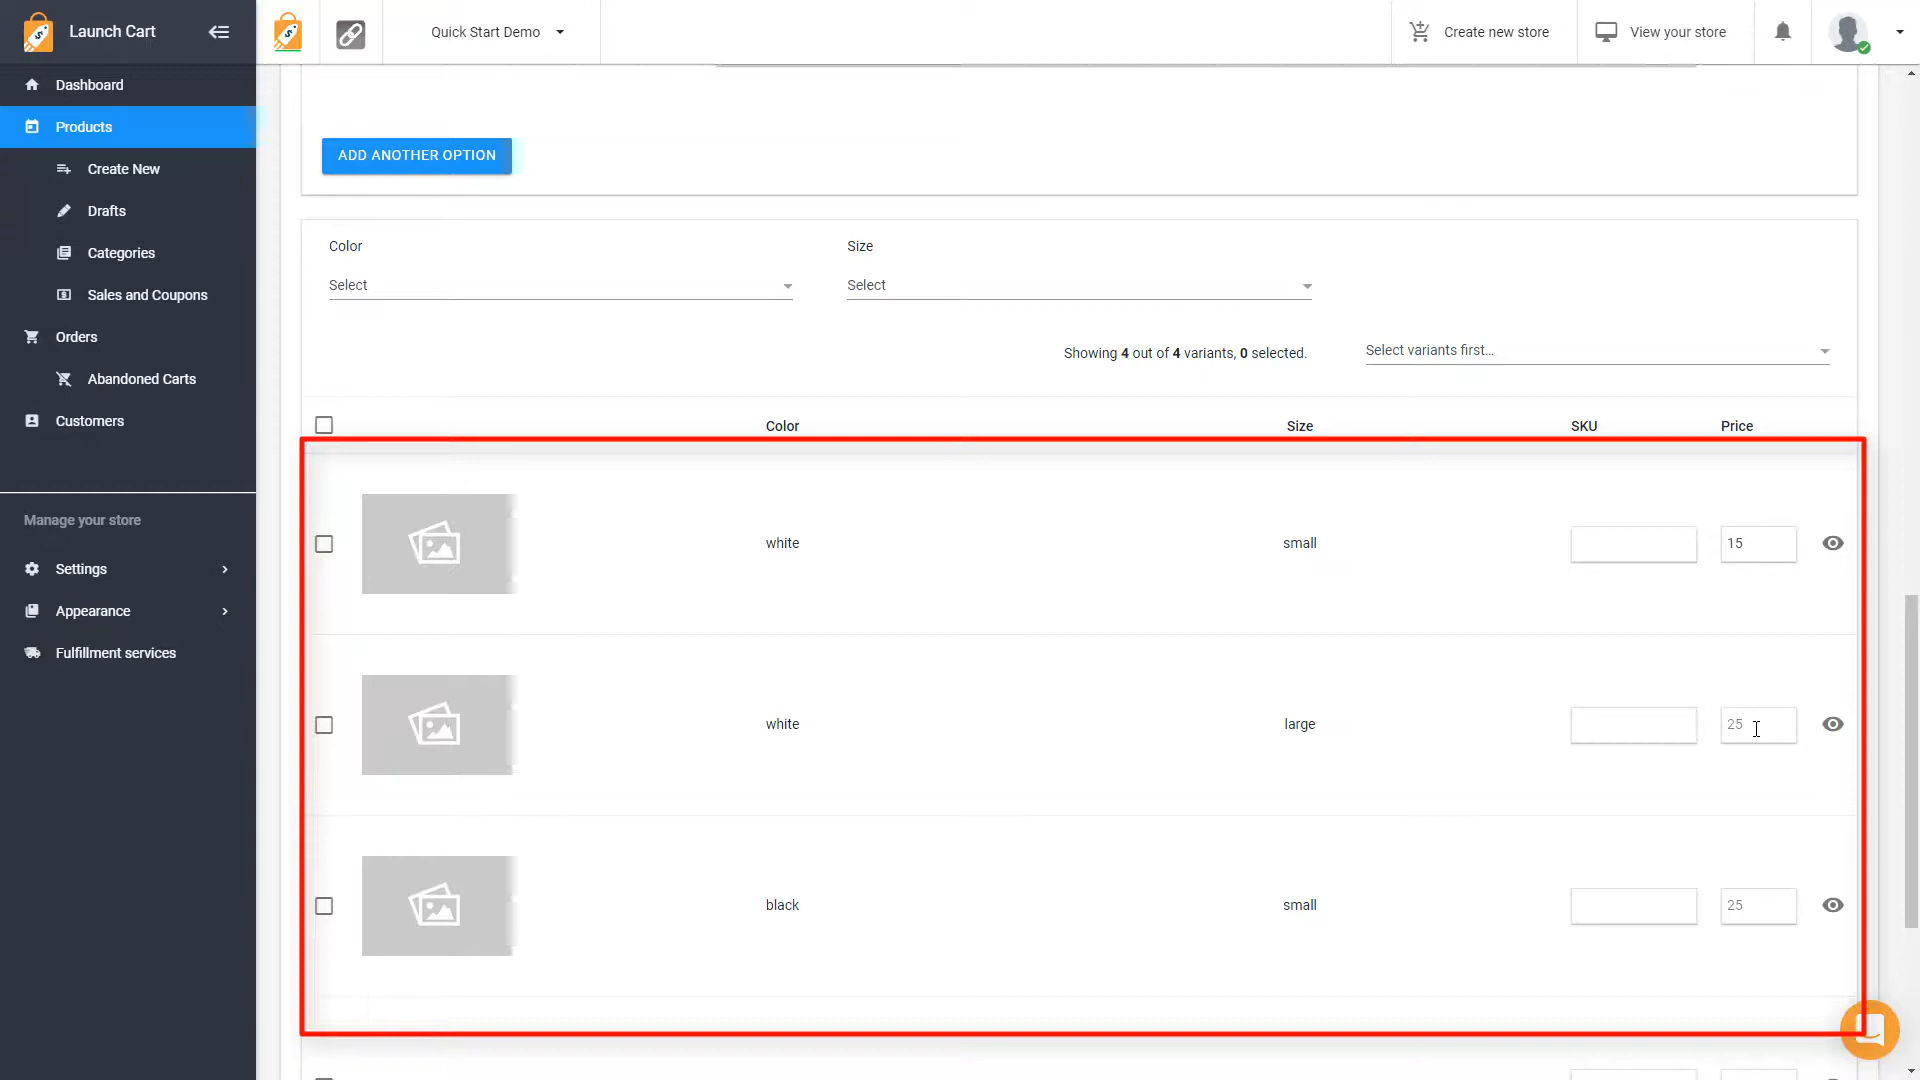 Launch Cart
Quick Start Demo
Create new store
View your store
Dashboard
Products
Create New
Drafts
Categories
Sales and Coupons
Orders
Abandoned Carts
Customers
Manage your store
Settings
Appearance
Fulfillment services
ADD ANOTHER OPTION
Color Size
Select Select
Showing 4 out of 4 variants, 0 selected. Select variants first...
Color Size SKU Price
white small 15
white large 25
black small 25